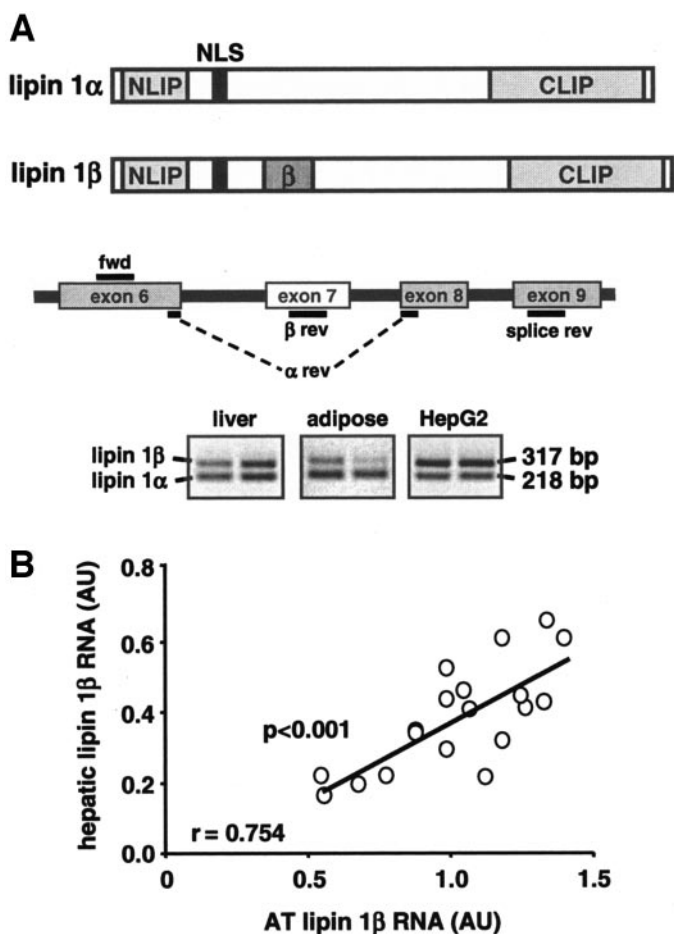 A
NLS
lipin 1α NLIP CLIP
lipin 1β NLIP β CLIP
fwd
exon 6 exon 7 exon 8 exon 9
β rev splice rev
α rev
liver adipose HepG2
lipin 1β 317 bp
lipin 1α 218 bp
B
hepatic lipin 1β RNA (AU)
0.8
0.6
0.4
0.2
0.0
p<0.001
r = 0.754
0 0.5 1.0 1.5
AT lipin 1β RNA (AU)